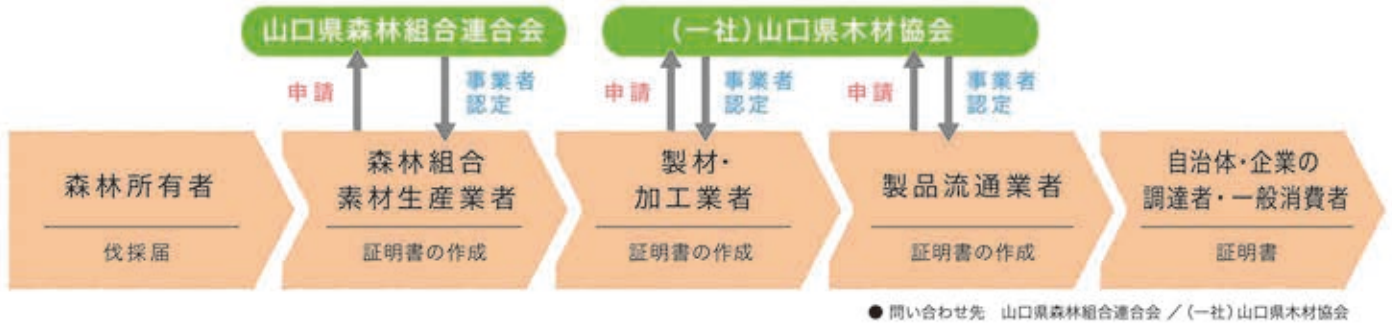 山口県森林組合連合会
(一社)山口県木材協会
申請
事業者
認定
申請
事業者
認定
申請
事業者
認定
森林所有者
伐採届
森林組合
素材生産業者
証明書の作成
製材・
加工業者
証明書の作成
製品流通業者
証明書の作成
自治体・企業の
調達者・一般消費者
証明書
● 問い合わせ先 山口県森林組合連合会 / (一社)山口県木材協会